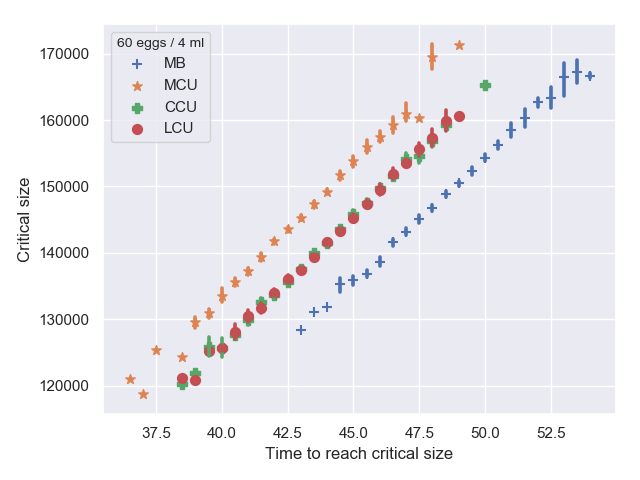 60 eggs / 4 ml
MB
MCU
CCU
LCU
170000
160000
150000
140000
130000
120000
Critical size
37.5 40.0 42.5 45.0 47.5 50.0 52.5
Time to reach critical size